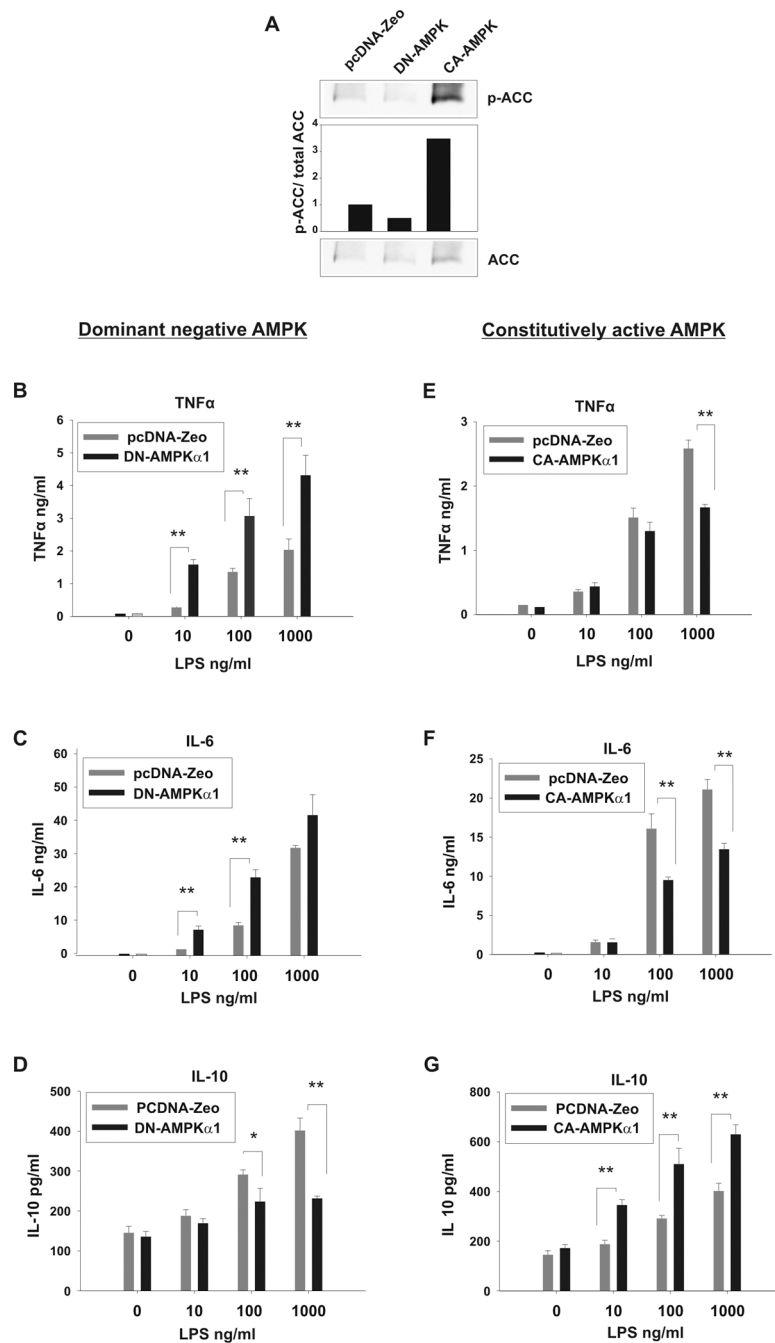 A
pcDNA-Zeo
DN-AMPK
CA-AMPK
p-ACC
p-ACC/ total ACC
4
3
2
1
0
ACC
Dominant negative AMPK
Constitutively active AMPK
B
TNFα
pcDNA-Zeo
DN-AMPKα1
TNFα ng/ml
6
5
4
3
2
1
0
** ** **
0 10 100 1000
LPS ng/ml
E
TNFα
pcDNA-Zeo
CA-AMPKα1
TNFα ng/ml
3
2
1
0
**
0 10 100 1000
LPS ng/ml
C
IL-6
pcDNA-Zeo
DN-AMPKα1
IL-6 ng/ml
60
50
40
30
20
10
0
** **
0 10 100 1000
LPS ng/ml
F
IL-6
pcDNA-Zeo
CA-AMPKα1
IL-6 ng/ml
25
20
15
10
5
0
** **
0 10 100 1000
LPS ng/ml
D
IL-10
PCDNA-Zeo
DN-AMPKα1
IL-10 pg/ml
500
400
300
200
100
0
* **
0 10 100 1000
LPS ng/ml
G
IL-10
PCDNA-Zeo
CA-AMPKα1
IL 10 pg/ml
800
600
400
200
0
** ** **
0 10 100 1000
LPS ng/ml